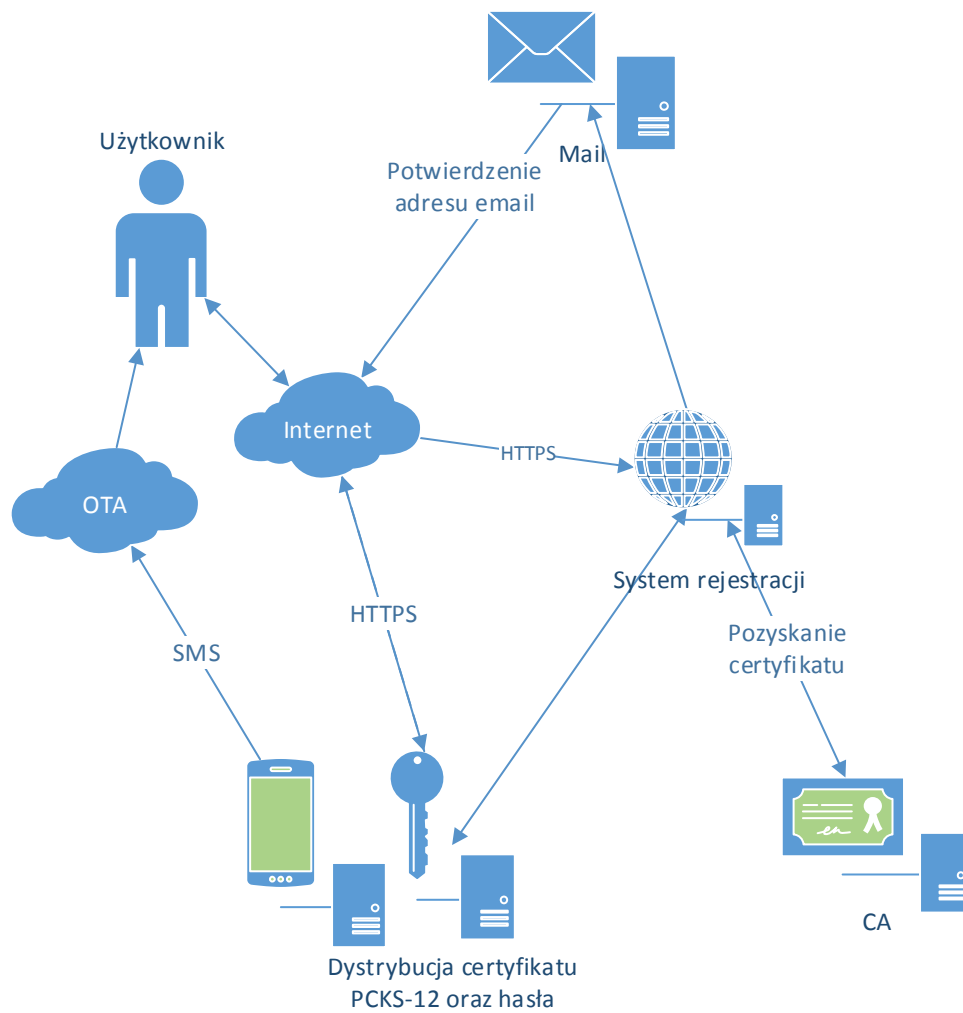 Użytkownik
Mail
Potwierdzenie
adresu email
Internet
HTTPS
OTA
System rejestracji
HTTPS
SMS
Pozyskanie
certyfikatu
CA
Dystrybucja certyfikatu
PCKS-12 oraz hasła